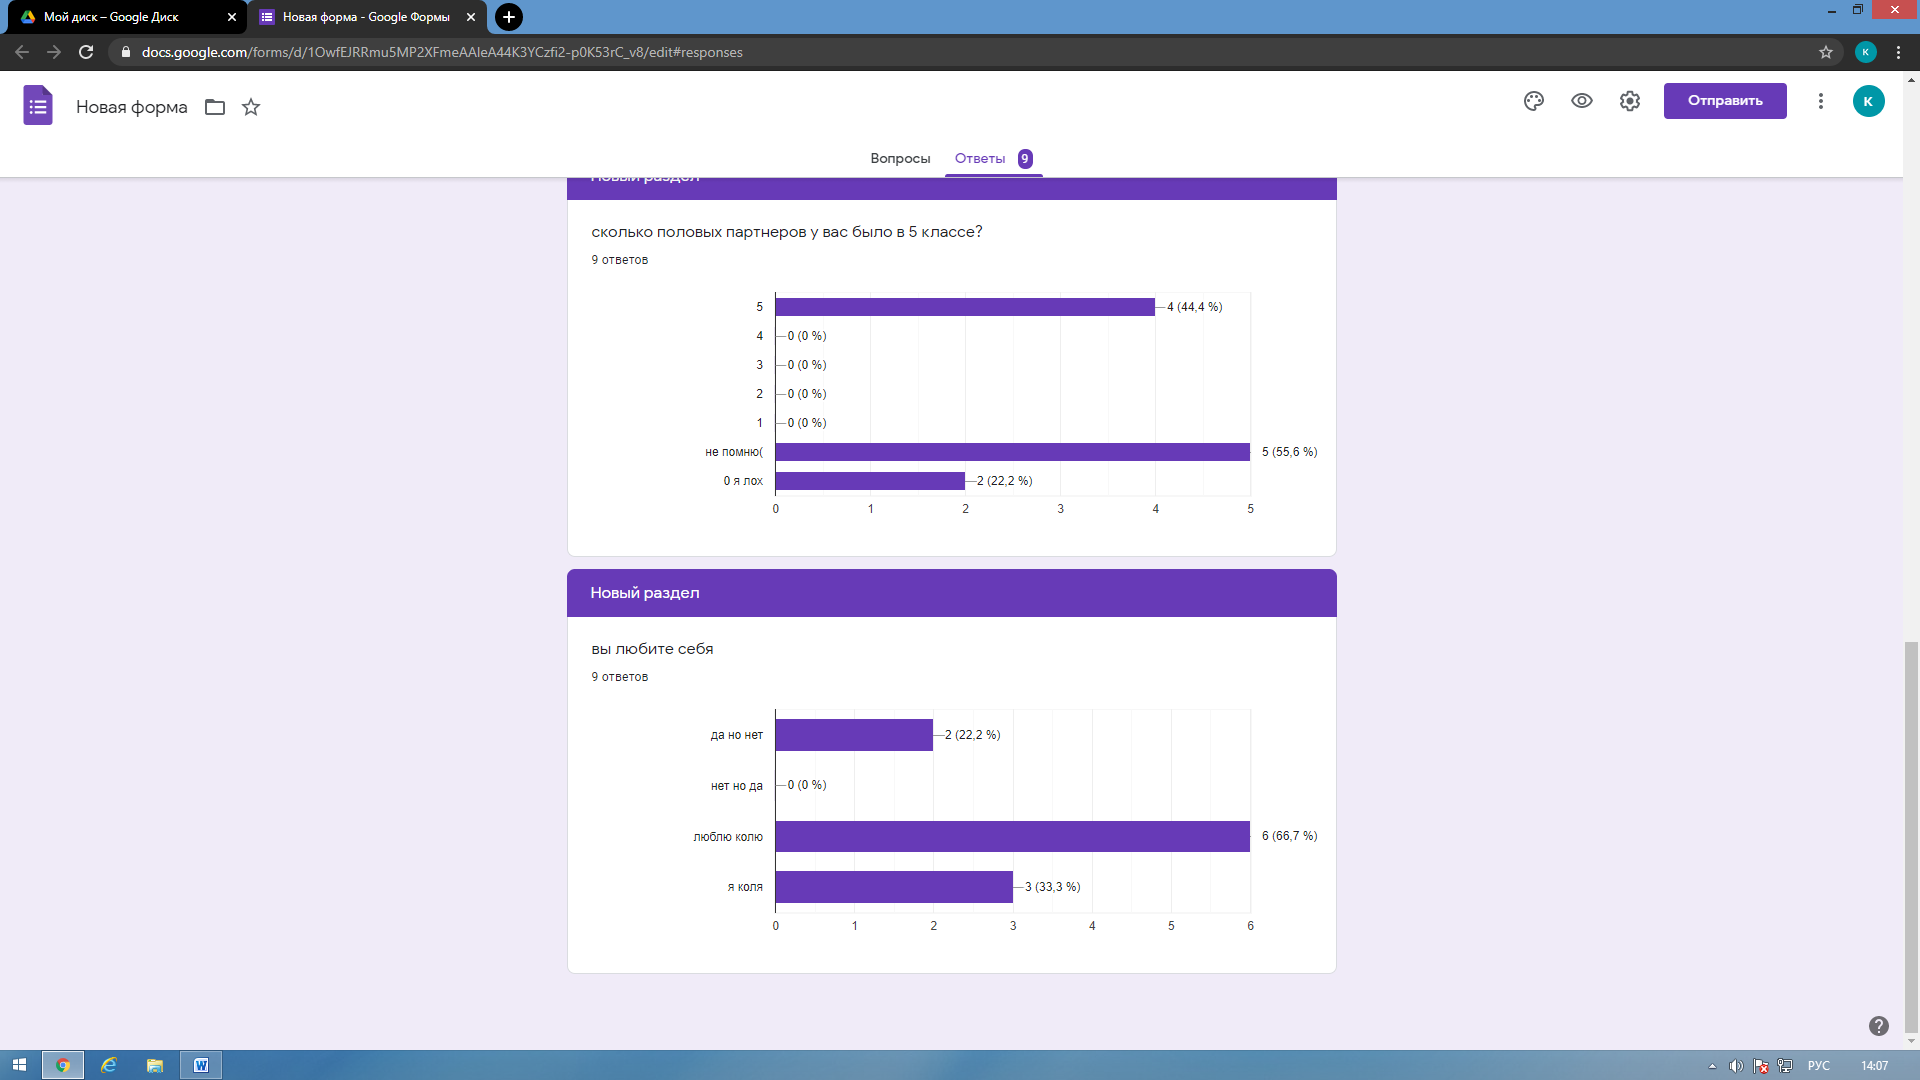 Мой диск – Google Диск
Новая форма - Google Формы
docs.google.com/forms/d/1OwfEJRRmu5MP2XFmeAAleA44K3YCzfi2-p0K53rC_v8/edit#responses
K
Новая форма
Отправить
K
Вопросы
Ответы 9
Новый раздел
сколько половых партнеров у вас было в 5 классе?
9 ответов
5 4 (44,4 %)
4 0 (0 %)
3 0 (0 %)
2 0 (0 %)
1 0 (0 %)
не помню( 5 (55,6 %)
0 я лох 2 (22,2 %)
0 1 2 3 4 5
Новый раздел
вы любите себя
9 ответов
да но нет 2 (22,2 %)
нет но да 0 (0 %)
люблю колю 6 (66,7 %)
я коля 3 (33,3 %)
0 1 2 3 4 5 6
РУС 14:07